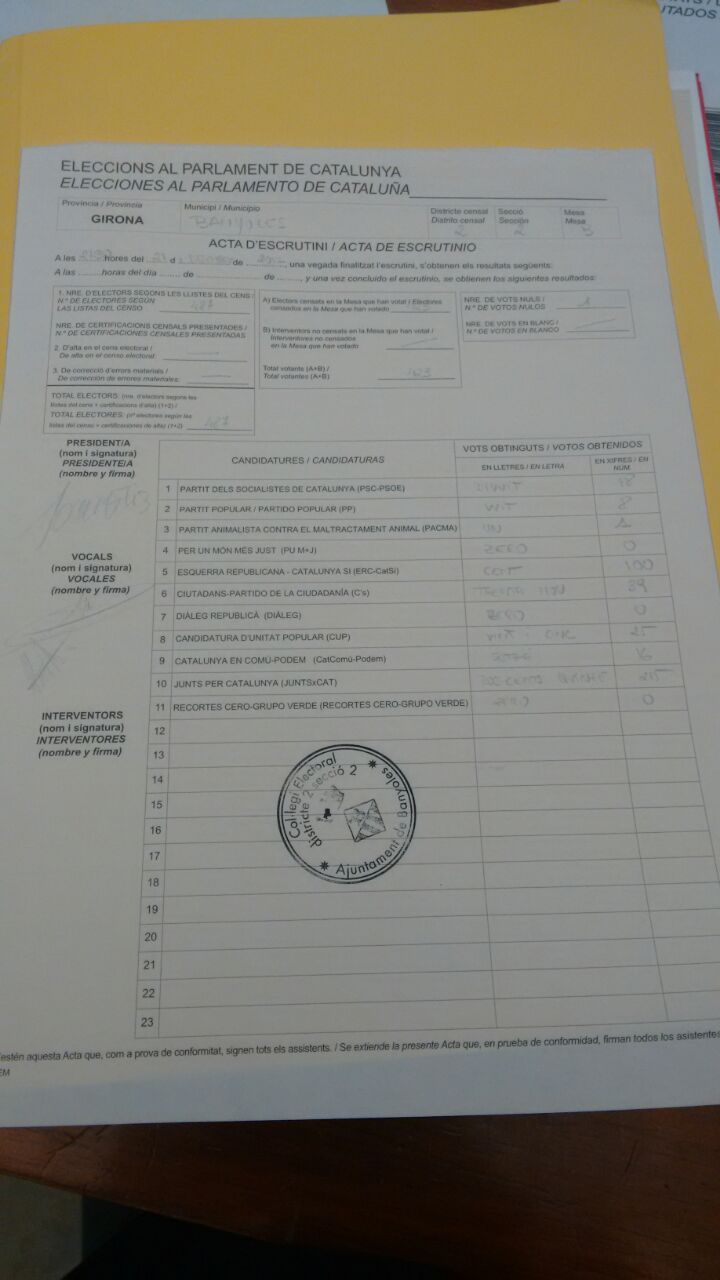 ELECCIONS AL PARLAMENT DE CATALUNYA
ELECCIONES AL PARLAMENTO DE CATALUÑA
Província / Provincia
GIRONA
Municipi / Municipio
BANYOLES
Districte censal
Distrito censal
2
Secció
Sección
2
Mesa
Mesa
ACTA D'ESCRUTINI / ACTA DE ESCRUTINIO
A les hores del d de , una vegada finalitzat l'escrutini, s'obtenen els resultats següents:
A las horas del día de de , y una vez concluido el escrutinio, se obtienen los siguientes resultados:
1. NRE. D'ELECTORS SEGONS LES LLISTES DEL CENS /
N.º DE ELECTORES SEGÚN
LAS LISTAS DEL CENSO 487
NRE. DE CERTIFICACIONS CENSALS PRESENTADES /
N.º DE CERTIFICACIONES CENSALES PRESENTADAS
2. D'alta en el cens electoral /
De alta en el censo electoral:
3. De correcció d'errors materials /
De corrección de errores materiales:
TOTAL ELECTORS: (nre. d'electors segons les
llistes del cens + certificacions d'alta) (1+2) /
TOTAL ELECTORES: (nº electores según las
listas del censo + certificaciones de alta) (1+2) 487
A) Electors censats en la Mesa que han votat / Electores
censados en la Mesa que han votado
B) Interventors no censats en la Mesa que han votat /
Interventores no censados
en la Mesa que han votado
Total votants (A+B) /
Total votantes (A+B)
NRE. DE VOTS NULS /
N.º DE VOTOS NULOS 1
NRE. DE VOTS EN BLANC /
N.º DE VOTOS EN BLANCO
PRESIDENT/A
(nom i signatura)
PRESIDENTE/A
(nombre y firma)
VOCALS
(nom i signatura)
VOCALES
(nombre y firma)
INTERVENTORS
(nom i signatura)
INTERVENTORES
(nombre y firma)
CANDIDATURES / CANDIDATURAS
VOTS OBTINGUTS / VOTOS OBTENIDOS
EN LLETRES / EN LETRA
EN XIFRES / EN NUM.
1 PARTIT DELS SOCIALISTES DE CATALUNYA (PSC-PSOE)
2 PARTIT POPULAR / PARTIDO POPULAR (PP) VUIT 8
3 PARTIT ANIMALISTA CONTRA EL MALTRACTAMENT ANIMAL (PACMA) UN 1
4 PER UN MÓN MÉS JUST (PU M+J) ZERO 0
5 ESQUERRA REPUBLICANA - CATALUNYA SÍ (ERC-CatSí) CENT 100
6 CIUTADANS-PARTIDO DE LA CIUDADANÍA (C's) TRENTA NOU 39
7 DIÀLEG REPUBLICÀ (DIÀLEG) ZERO 0
8 CANDIDATURA D'UNITAT POPULAR (CUP) 25
9 CATALUNYA EN COMÚ-PODEM (CatComú-Podem) SETZE 16
10 JUNTS PER CATALUNYA (JUNTSxCAT)
11 RECORTES CERO-GRUPO VERDE (RECORTES CERO-GRUPO VERDE) ZERO 0
12
13
14
15
16
17
18
19
20
21
22
23
Col·legi Electoral
districte 2 secció 2
Ajuntament de Banyoles
estén aquesta Acta que, com a prova de conformitat, signen tots els assistents. / Se extiende la presente Acta que, en prueba de conformidad, firman todos los asistentes